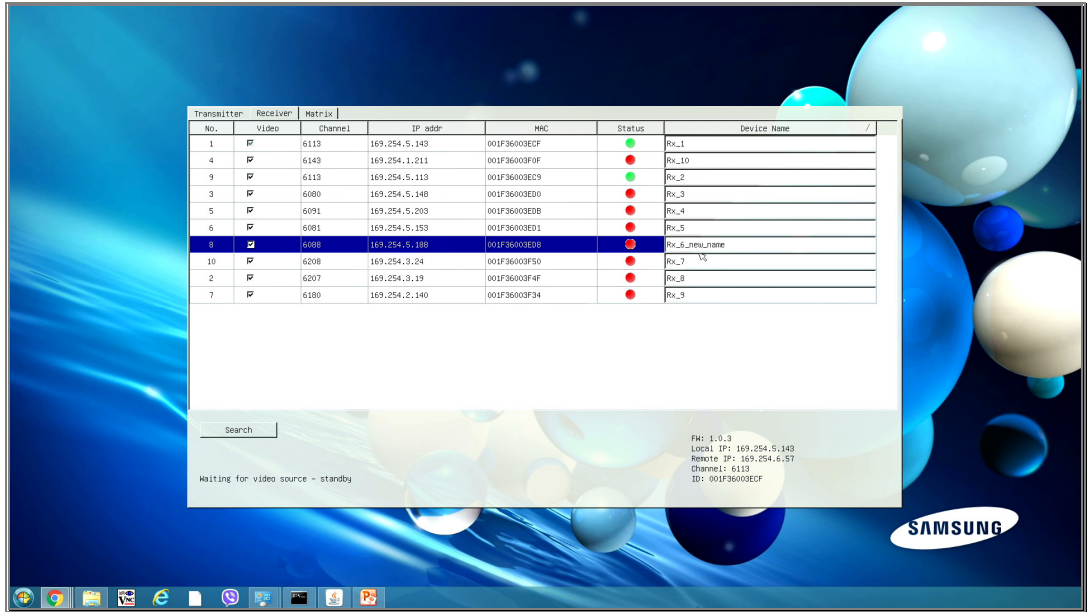 Transmitter Receiver Matrix
No. Video Channel IP addr MAC Status Device Name /
1 6113 169.254.5.143 001F36003ECF Rx_1
4 6143 169.254.1.211 001F36003F0F Rx_10
9 6113 169.254.5.113 001F36003EC9 Rx_2
3 6080 169.254.5.148 001F36003ED0 Rx_3
5 6091 169.254.5.203 001F36003EDB Rx_4
6 6081 169.254.5.153 001F36003ED1 Rx_5
8 6088 169.254.5.188 001F36003ED8 Rx_6_new_name
10 6208 169.254.3.24 001F36003F50 Rx_7
2 6207 169.254.3.19 001F36003F4F Rx_8
7 6180 169.254.2.140 001F36003F34 Rx_9
Search
FW: 1.0.3
Local IP: 169.254.5.143
Remote IP: 169.254.6.57
Channel: 6113
ID: 001F36003ECF
Waiting for video source - standby
SAMSUNG